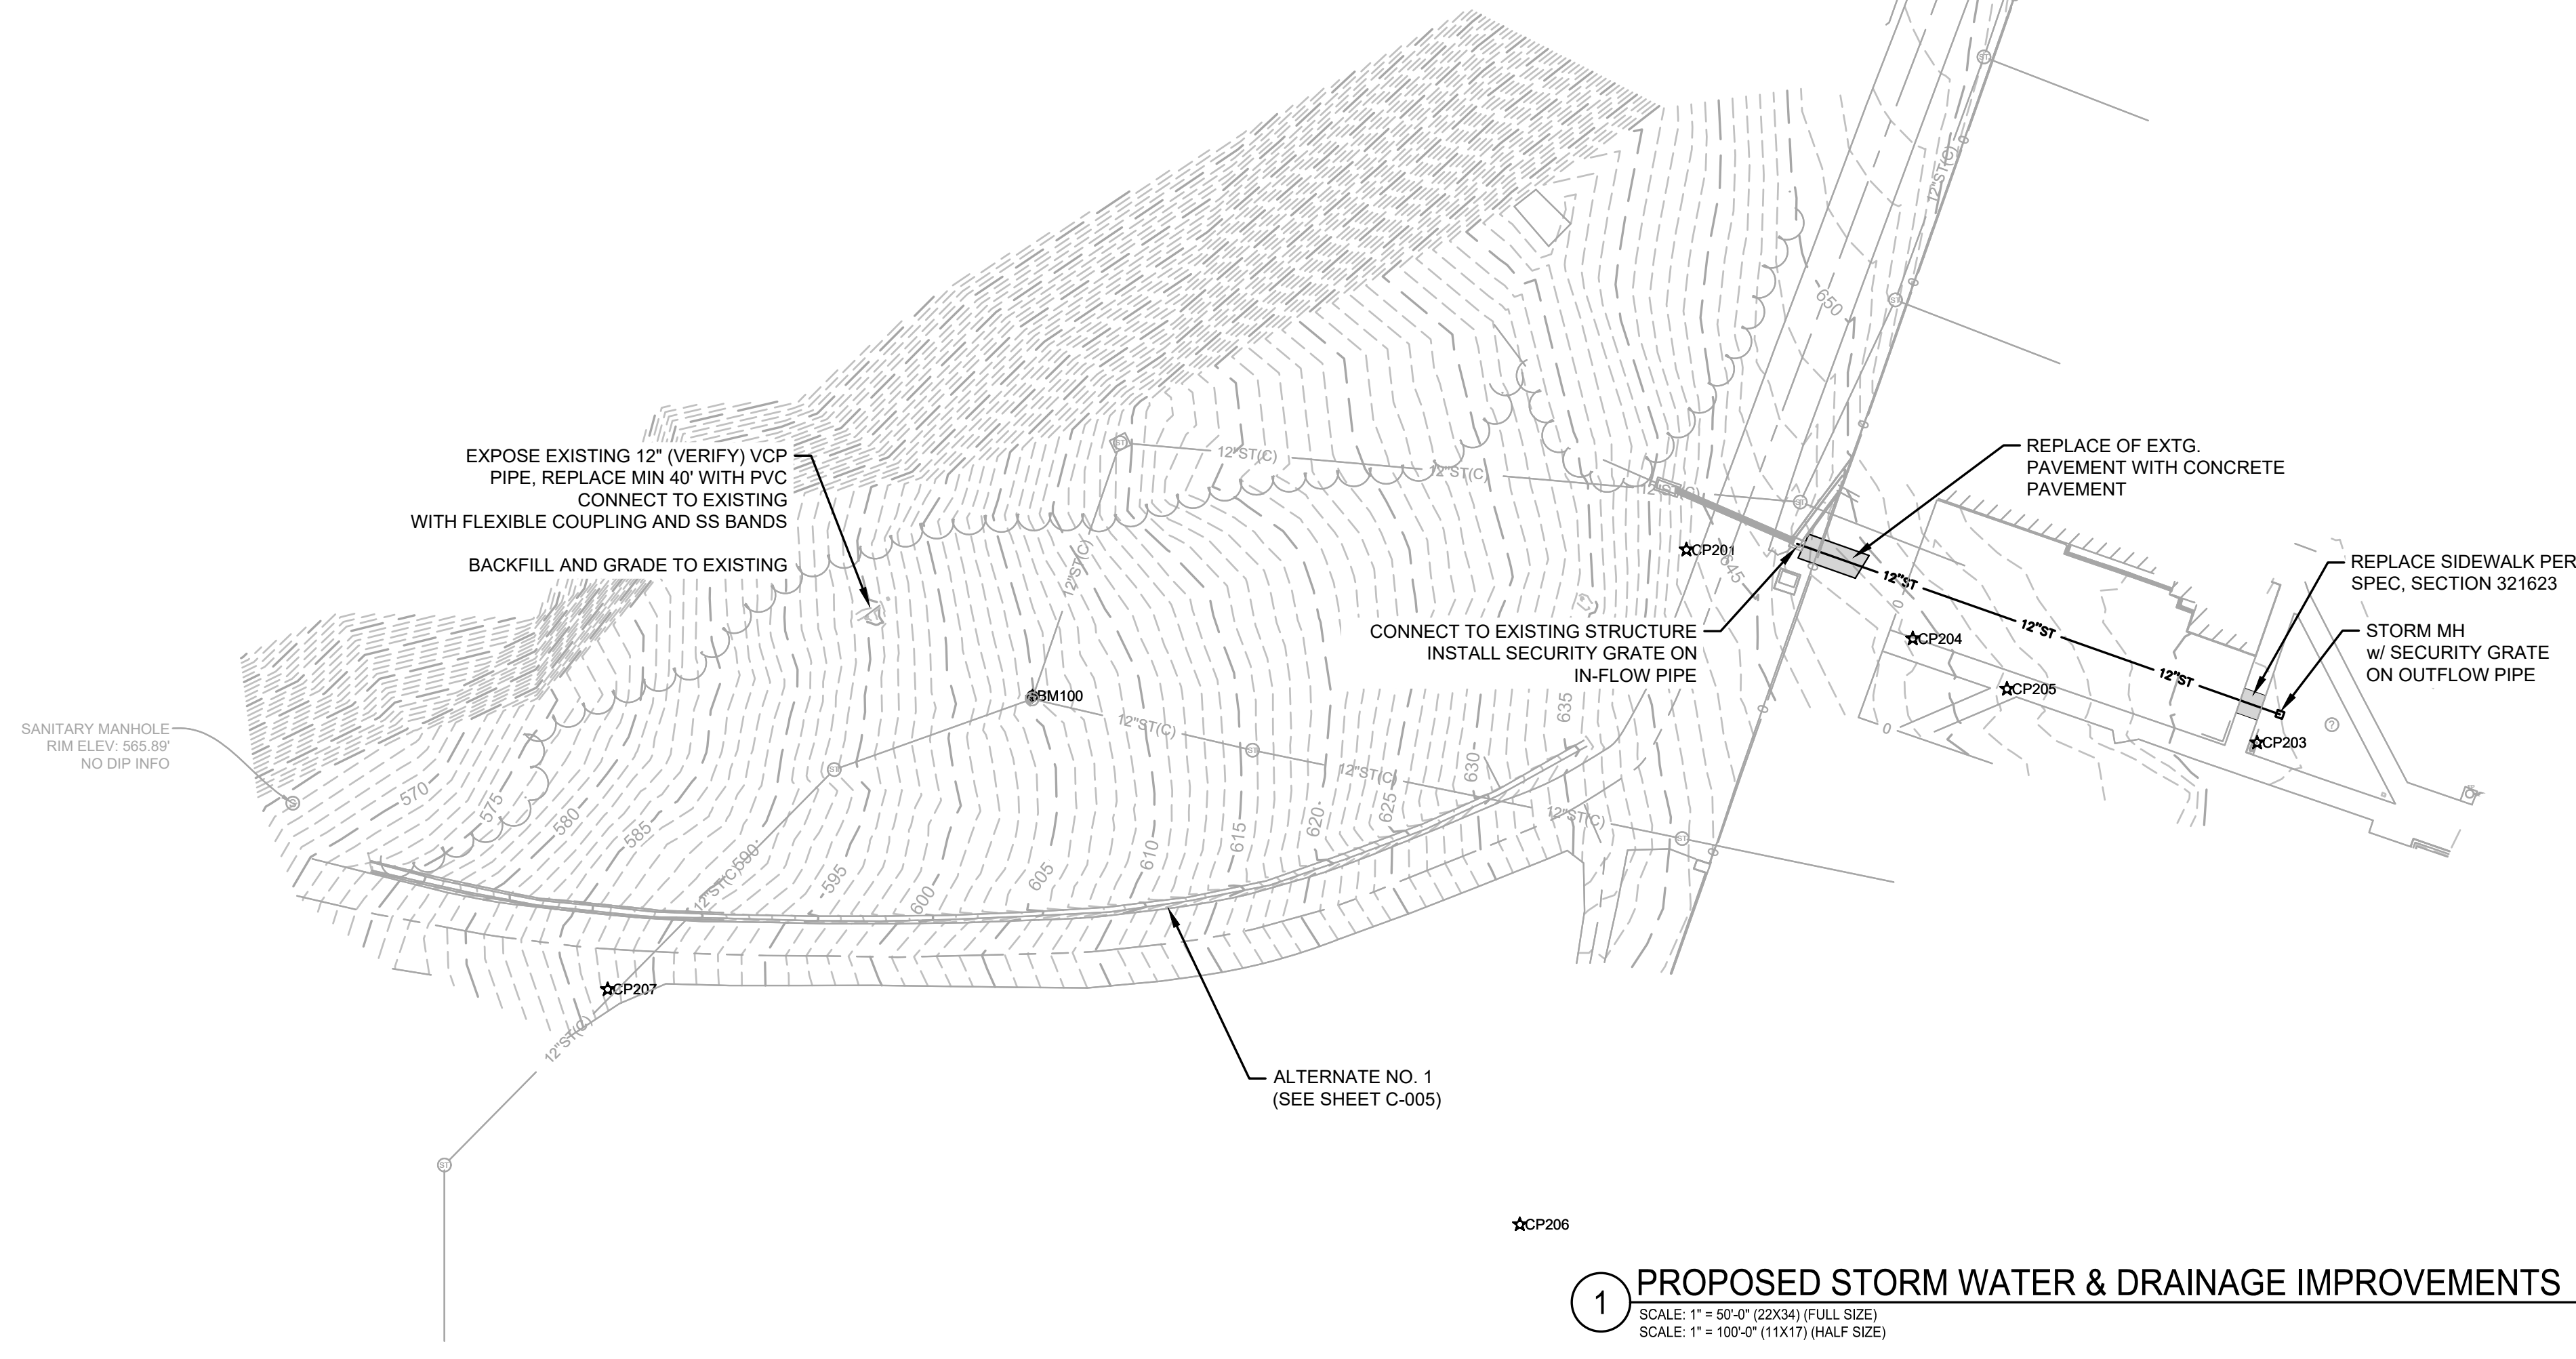 12"ST(C)
650
EXPOSE EXISTING 12" (VERIFY) VCP
PIPE, REPLACE MIN 40' WITH PVC
CONNECT TO EXISTING
WITH FLEXIBLE COUPLING AND SS BANDS
BACKFILL AND GRADE TO EXISTING
12"ST(C)
12"ST(C)
12"ST(C)
12"ST(C)
REPLACE OF EXTG.
PAVEMENT WITH CONCRETE
PAVEMENT
CP201
645
12"ST
12"ST
12"ST
REPLACE SIDEWALK PER
SPEC, SECTION 321623
CONNECT TO EXISTING STRUCTURE
INSTALL SECURITY GRATE ON
IN-FLOW PIPE
STORM MH
w/ SECURITY GRATE
ON OUTFLOW PIPE
CP204
CP205
CP203
BM100
SANITARY MANHOLE
RIM ELEV: 565.89'
NO DIP INFO
12"ST(C)
12"ST(C)
12"ST(C)
570
575
580
585
590
595
600
605
610
615
620
625
630
635
12"ST(C)
CP207
12"ST(C)
ALTERNATE NO. 1
(SEE SHEET C-005)
CP206
1
PROPOSED STORM WATER & DRAINAGE IMPROVEMENTS
SCALE: 1" = 50'-0" (22X34) (FULL SIZE)
SCALE: 1" = 100'-0" (11X17) (HALF SIZE)